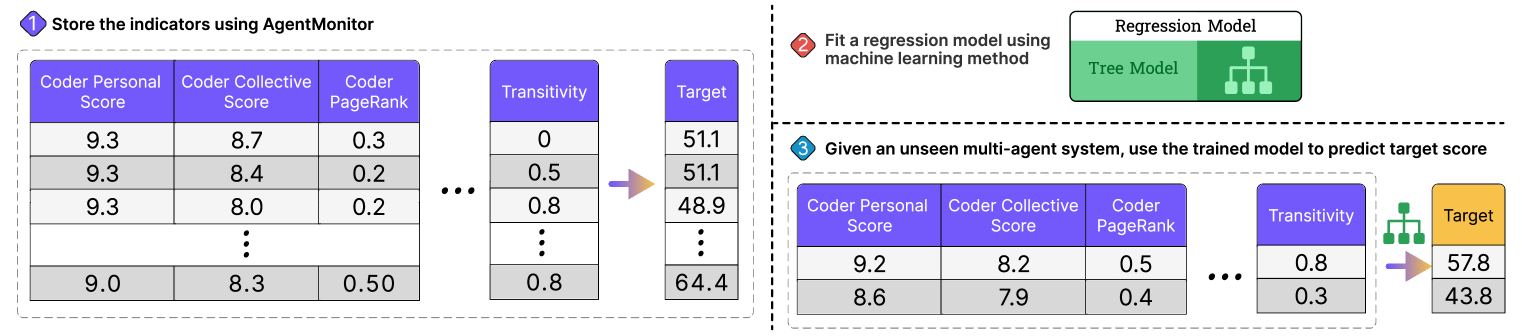 1 Store the indicators using AgentMonitor
Coder Personal Score Coder Collective Score Coder PageRank Transitivity Target
9.3 8.7 0.3 0 51.1
9.3 8.4 0.2 ... 0.5 51.1
9.3 8.0 0.2 0.8 48.9
9.0 8.3 0.50 0.8 64.4
2 Fit a regression model using
machine learning method
Regression Model
Tree Model
3 Given an unseen multi-agent system, use the trained model to predict target score
Coder Personal Score Coder Collective Score Coder PageRank Transitivity Target
9.2 8.2 0.5 ... 0.8 57.8
8.6 7.9 0.4 0.3 43.8